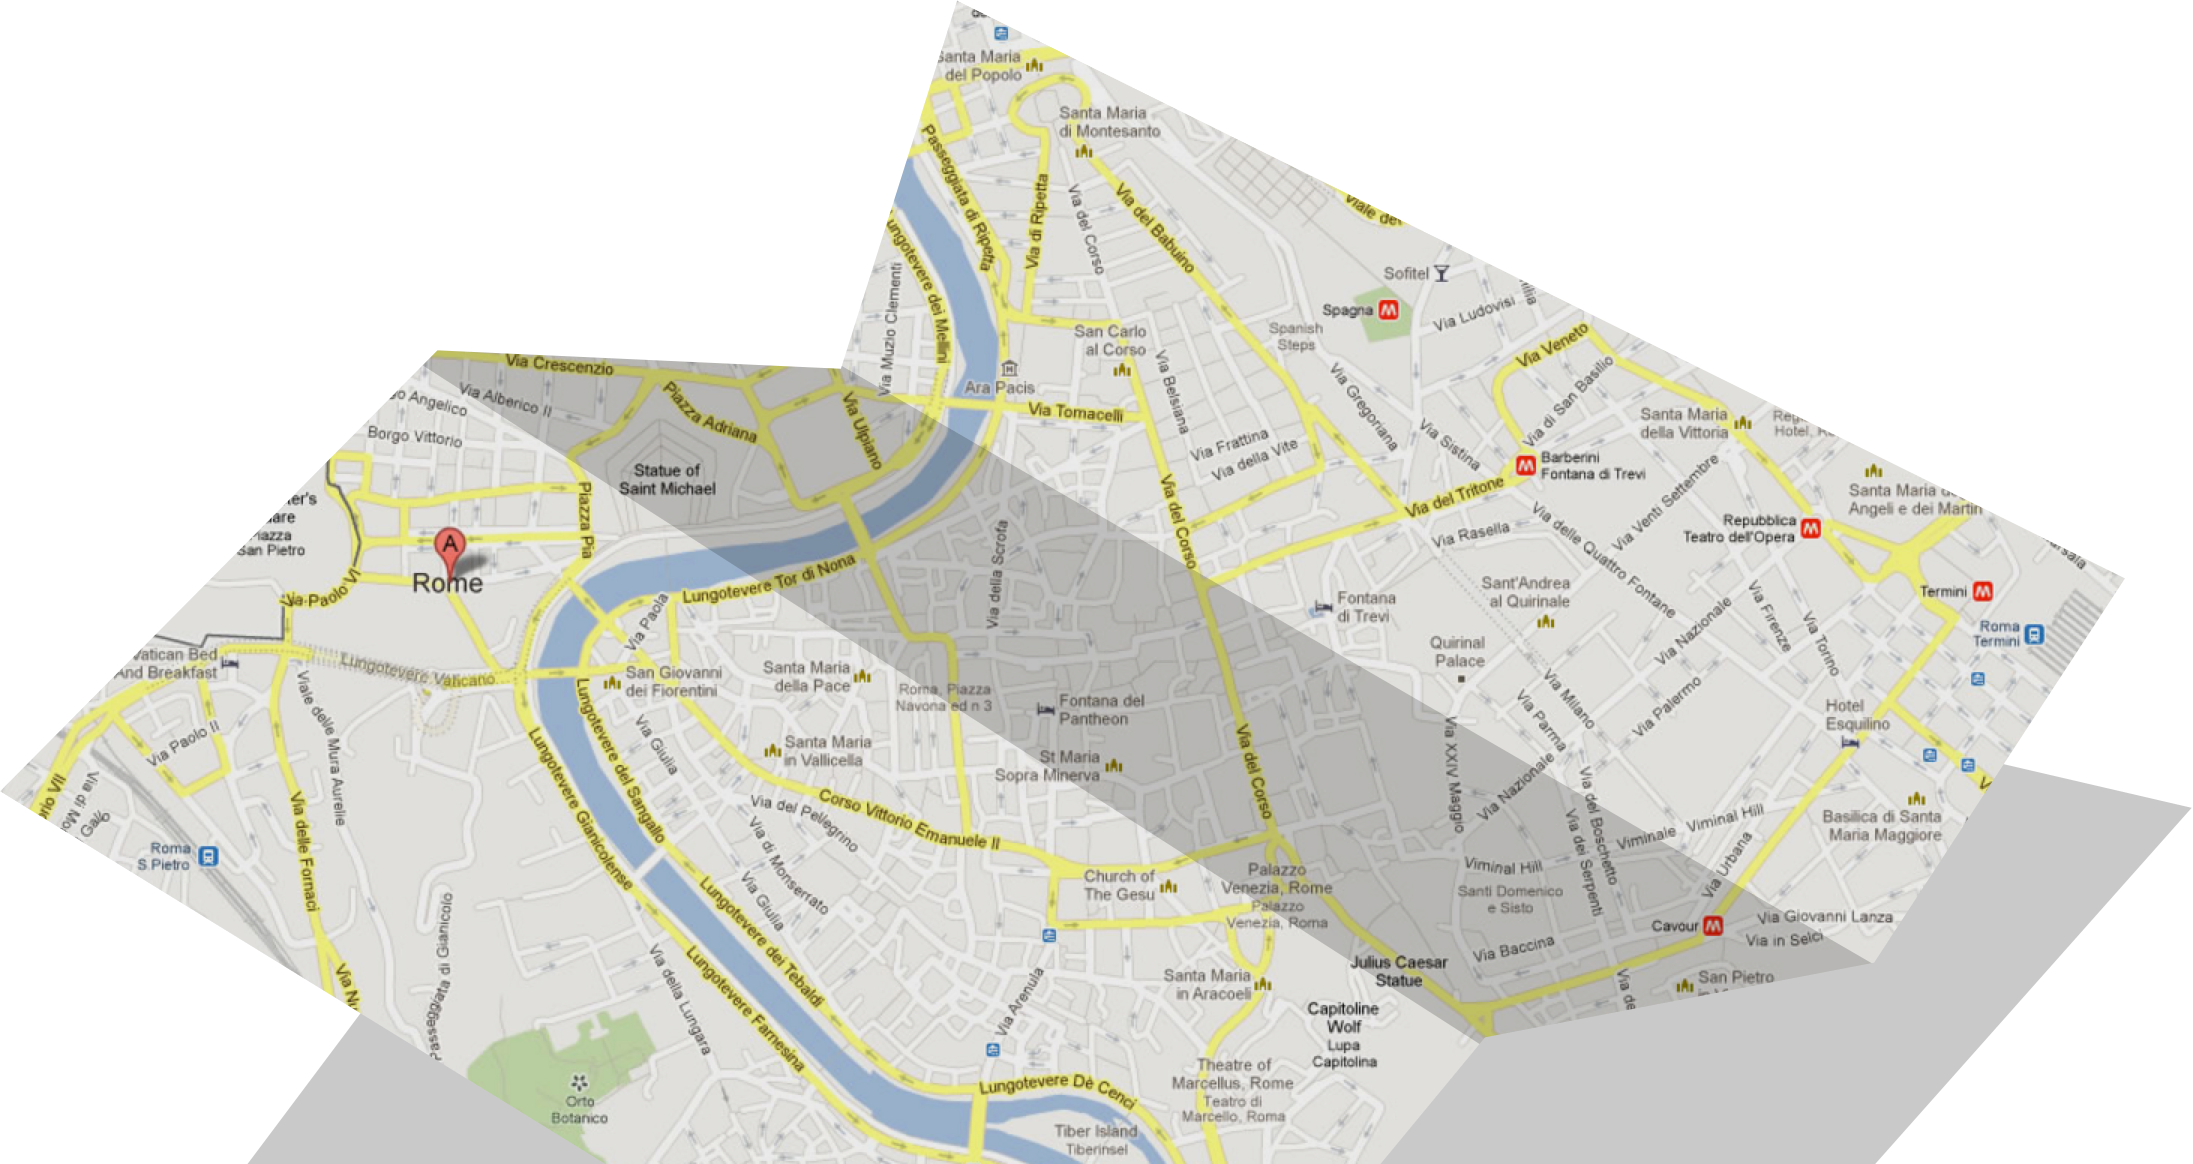 Santa Maria
del Popolo
Santa Maria
di Montesanto
Passeggiata di Ripetta
Via di Ripetta
Via del Corso
Via del Babuino
Viale dei
Lungotevere dei Mellini
Via Muzio Clementi
Sofitel
Spagna
Via Ludovisi
Spanish
Steps
San Carlo
al Corso
Via Veneto
Via Crescenzio
Via Alberico II
Piazza Adriana
Via Ulpiano
Ara Pacis
Via Tomacelli
Via Belsiana
Via Gregoriana
Via Sistina
Via di San Basilio
Santa Maria
della Vittoria
Hotel,
Angelico
Borgo Vittorio
Via Frattina
Via della Vite
Barberini
Fontana di Trevi
Statue of
Saint Michael
Via del Corso
Via del Tritone
Via Venti Settembre
Santa Maria
Angeli e dei Martin
Piazza Pia
Piazza
San Pietro
Via della Scrofa
Via Rasella
Via delle Quattro Fontane
Repubblica
Teatro dell'Opera
A
Rome
Via Paolo VI
Lungotevere Tor di Nona
Via Paola
Fontana
di Trevi
Sant'Andrea
al Quirinale
Via Nazionale
Via Firenze
Via Torino
Termini
Roma
Termini
Vatican Bed
And Breakfast
Lungotevere Vaticano
San Giovanni
dei Fiorentini
Santa Maria
della Pace
Roma, Piazza
Navona ed n 3
Fontana del
Pantheon
Quirinal
Palace
Via Milano
Via Parma
Via Palermo
Hotel
Esquilino
Via Paolo II
Viale delle Mura Aurelie
Lungotevere Gianicolense
Lungotevere del Sangallo
Via Giulia
Santa Maria
in Vallicella
St Maria
Sopra Minerva
Via del Corso
Via XXIV Maggio
Via Nazionale
Via del Boschetto
Via dei Serpenti
Viminale
Viminal Hill
Basilica di Santa
Maria Maggiore
Via delle Fornaci
Roma
S.Pietro
Via del Pellegrino
Corso Vittorio Emanuele II
Via di Monserrato
Via Giulia
Church of
The Gesu
Palazzo
Venezia, Rome
Palazzo
Venezia, Roma
Viminal Hill
Santi Domenico
e Sisto
Via Urbana
Cavour
Via Giovanni Lanza
Via in Selci
Via Baccina
San Pietro
Passeggiata di Gianicolo
Via della Lungara
Lungotevere Farnesina
Lungotevere dei Tebaldi
Via Arenula
Santa Maria
in Aracoeli
Julius Caesar
Statue
Capitoline
Wolf
Lupa
Capitolina
Orto
Botanico
Lungotevere Dè Cenci
Theatre of
Marcellus, Rome
Teatro di
Marcello, Roma
Tiber Island
Tiberinsel